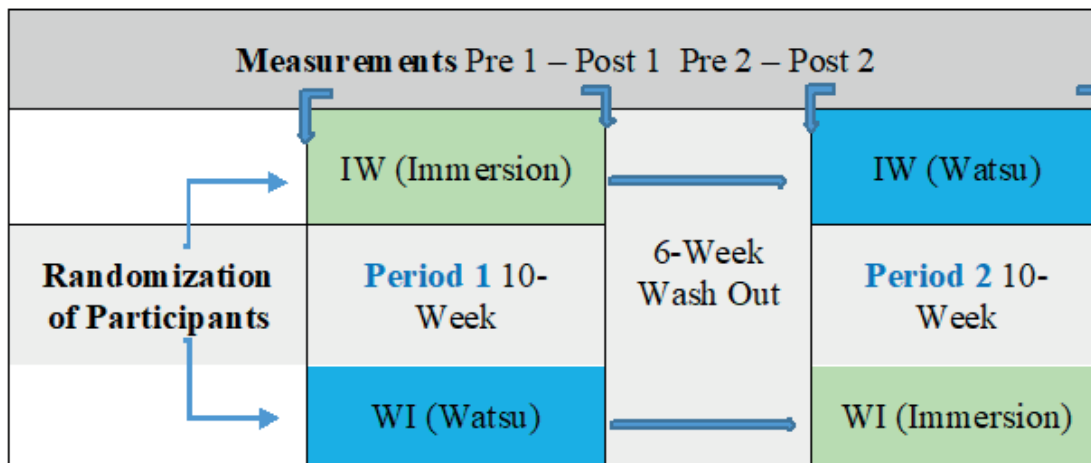 Measurements Pre 1 – Post 1 Pre 2 – Post 2
IW (Immersion)
IW (Watsu)
Randomization
of Participants
Period 1 10-
Week
6-Week
Wash Out
Period 2 10-
Week
WI (Watsu)
WI (Immersion)